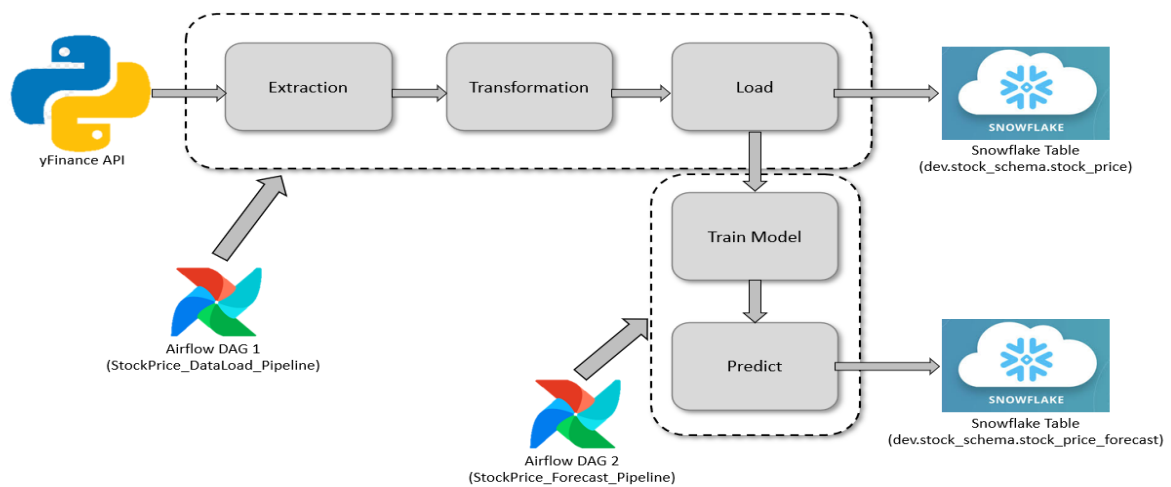 Extraction
Transformation
Load
SNOWFLAKE
yFinance API
Snowflake Table
(dev.stock_schema.stock_price)
Train Model
Airflow DAG 1
(StockPrice_DataLoad_Pipeline)
Predict
SNOWFLAKE
Snowflake Table
(dev.stock_schema.stock_price_forecast)
Airflow DAG 2
(StockPrice_Forecast_Pipeline)